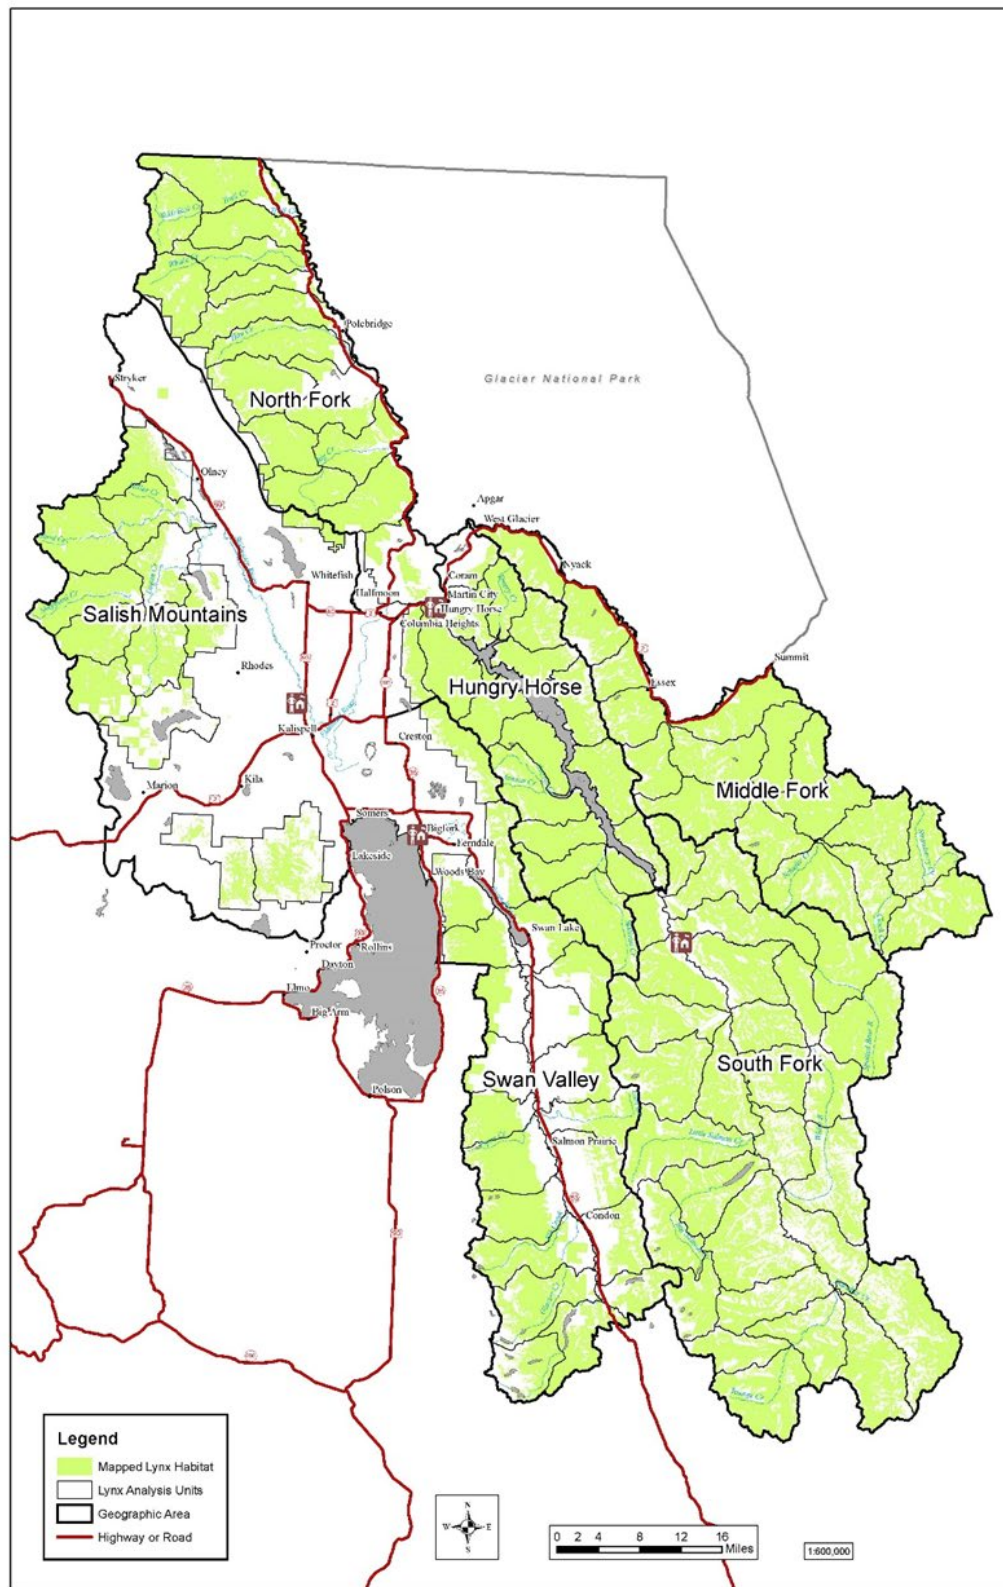 Polebridge
Glacier National Park
Stryker
North Fork
Olney
Apgar
West Glacier
Nyack
Whitefish
Coram
Halfmoon
Martin City
Hungry Horse
Salish Mountains
Columbia Heights
Summit
Rhodes
Hungry Horse
Essex
Kalispell
Creston
Marion
Kila
Middle Fork
Somers
Bigfork
Ferndale
Lakeside
Woods Bay
Swan Lake
Proctor
Rollins
Dayton
Elmo
Big Arm
Polson
Swan Valley
South Fork
Salmon Prairie
Little Salmon Cr
Condon
Legend
Mapped Lynx Habitat
Lynx Analysis Units
Geographic Area
Highway or Road
N
W E
S
0 2 4 8 12 16
Miles
1:600,000